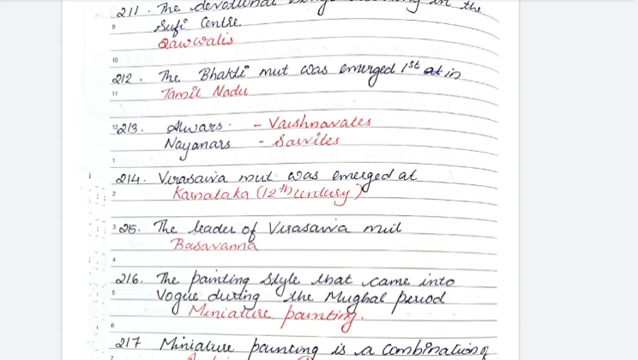 211. The devotional in the
Sufi Centre
Qawwalis
212. The Bhakti mut was emerged 1st at in
Tamil Nadu
213. Alwars - Vaishnavates
Nayanars - Saivites
214. Virasaiva mut was emerged at
Karnataka (12th century)
215. The leader of Virasaiva mut
Basavanna
216. The painting style that came into
Vogue during the Mughal period
Miniature painting.
217 Miniature painting is a combination of